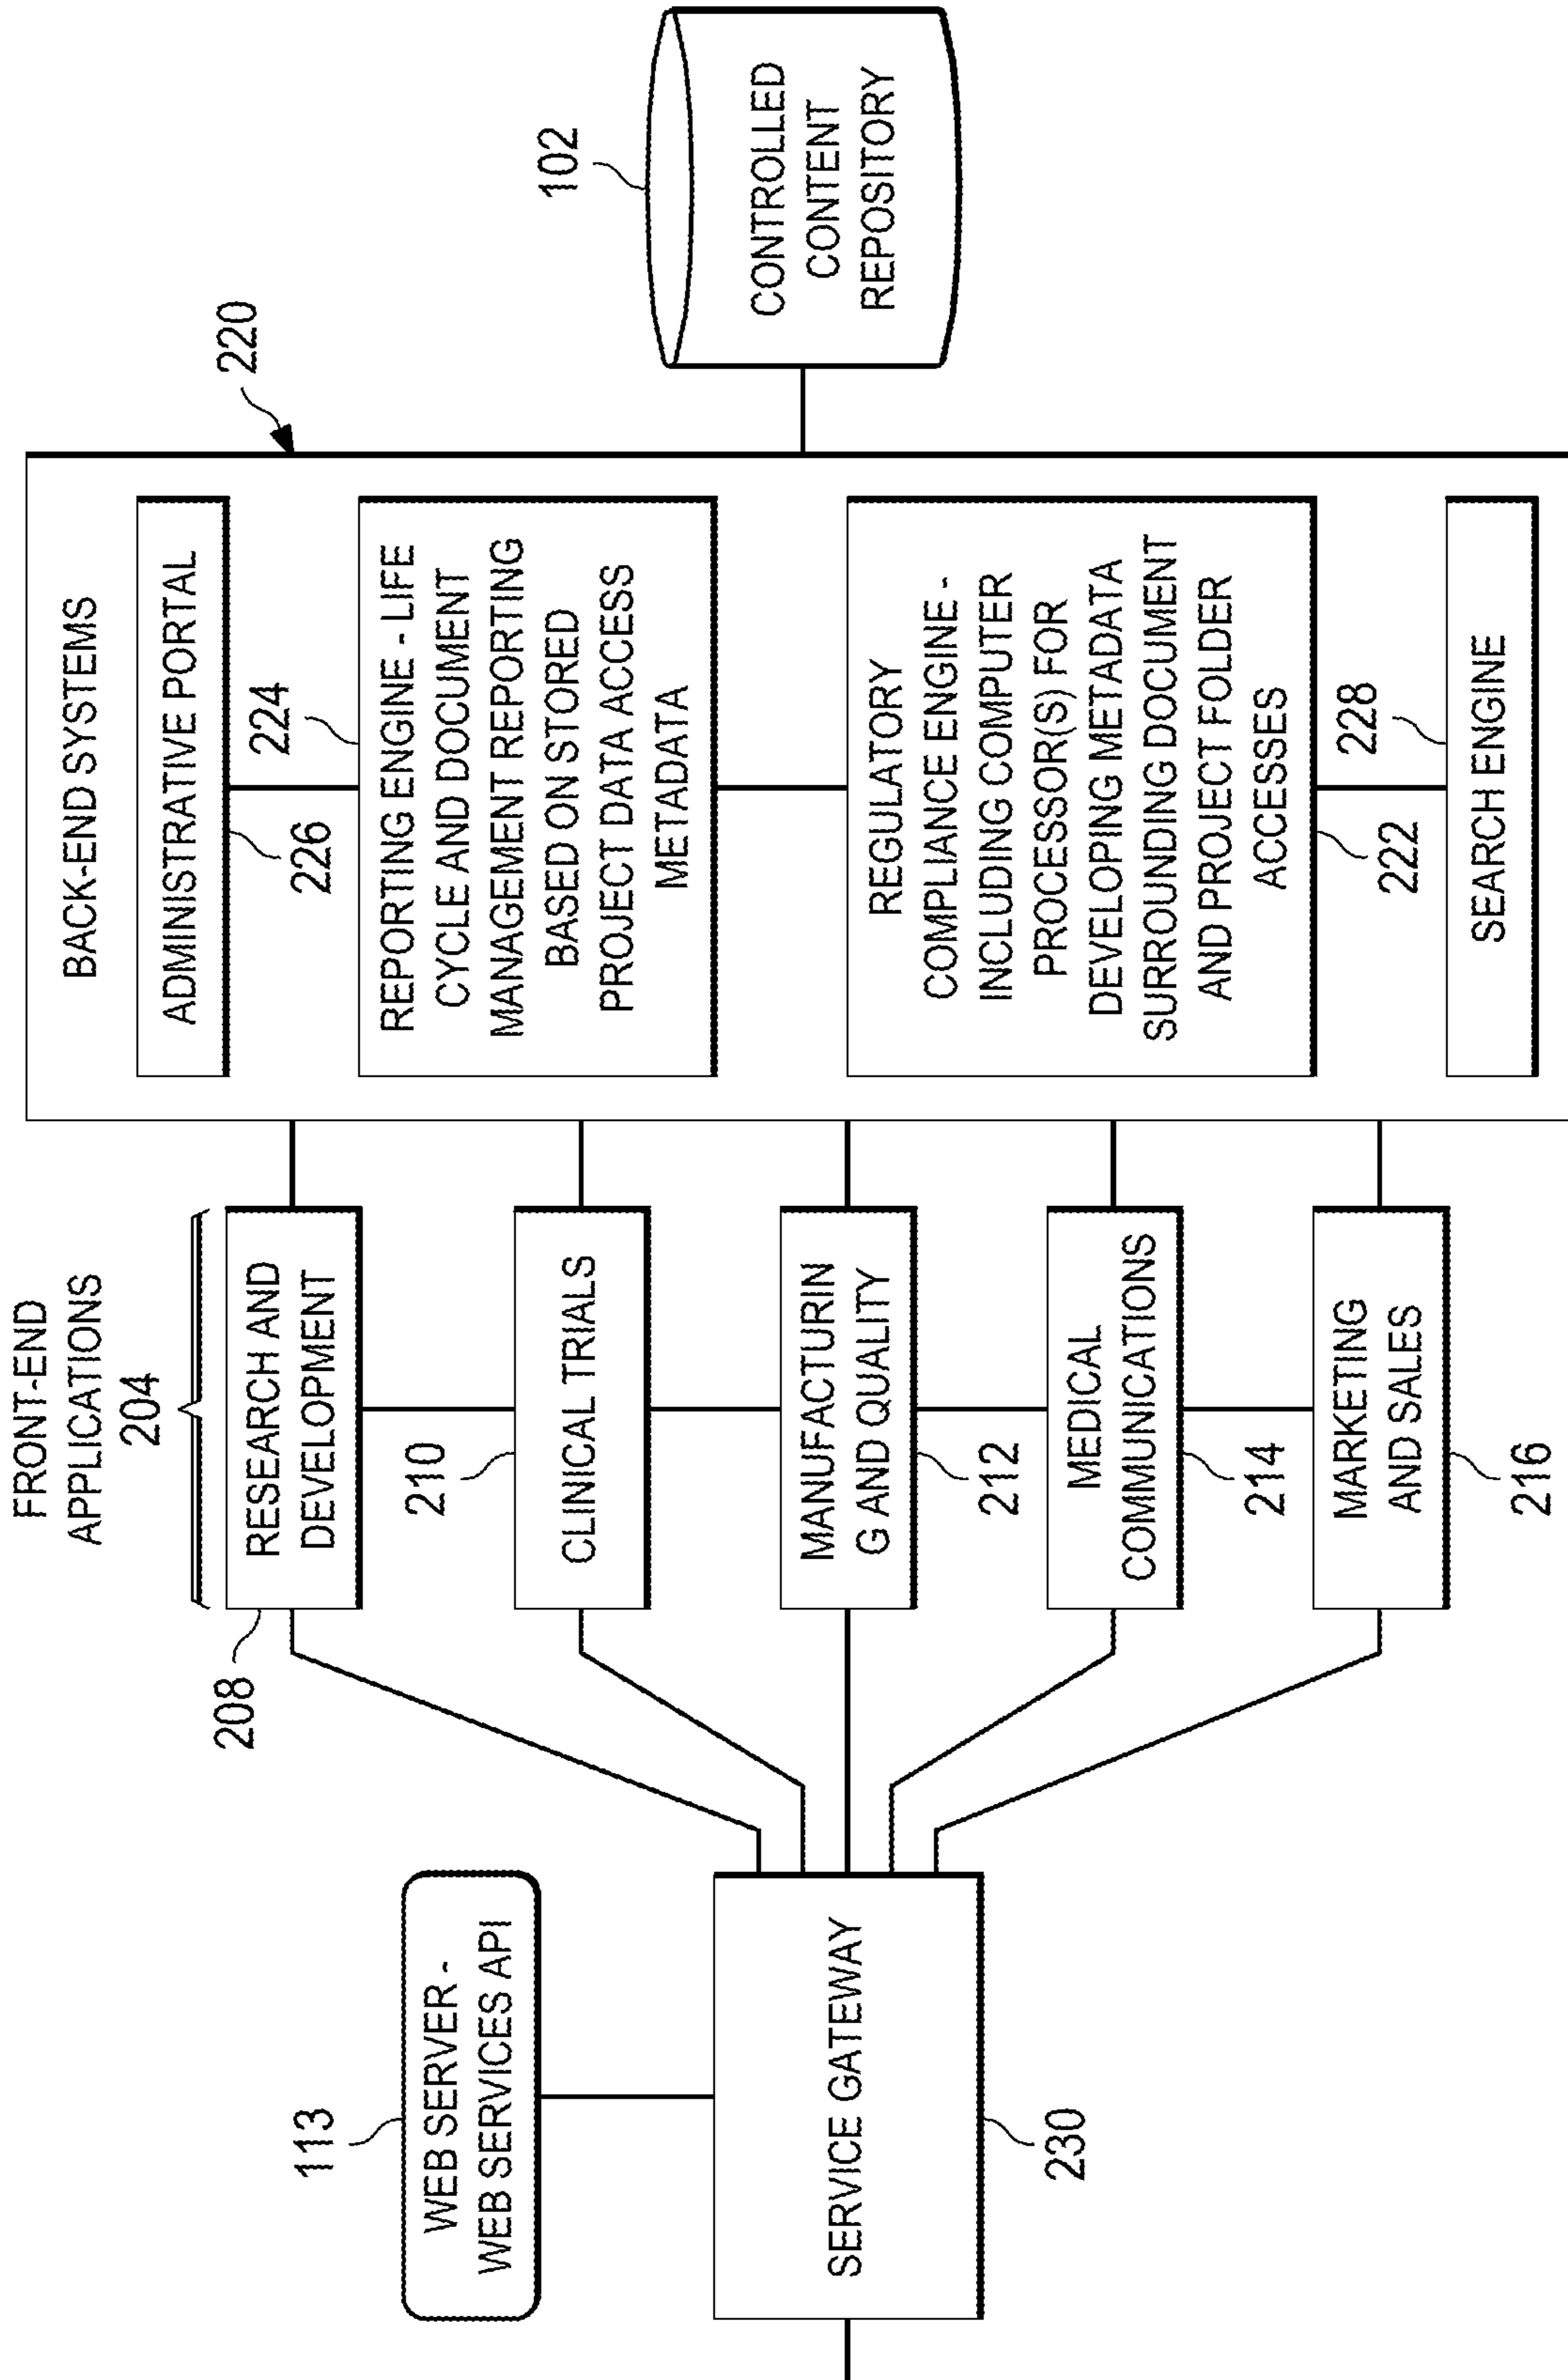 FRONT-END
APPLICATIONS
204
113
WEB SERVER -
WEB SERVICES API
SERVICE GATEWAY
230
208
RESEARCH AND
DEVELOPMENT
210
CLINICAL TRIALS
MANUFACTURIN
G AND QUALITY
212
MEDICAL
COMMUNICATIONS
214
MARKETING
AND SALES
216
BACK-END SYSTEMS
220
ADMINISTRATIVE PORTAL
226
224
REPORTING ENGINE - LIFE
CYCLE AND DOCUMENT
MANAGEMENT REPORTING
BASED ON STORED
PROJECT DATA ACCESS
METADATA
REGULATORY
COMPLIANCE ENGINE -
INCLUDING COMPUTER
PROCESSOR(S) FOR
DEVELOPING METADATA
SURROUNDING DOCUMENT
AND PROJECT FOLDER
ACCESSES
222
228
SEARCH ENGINE
102
CONTROLLED
CONTENT
REPOSITORY